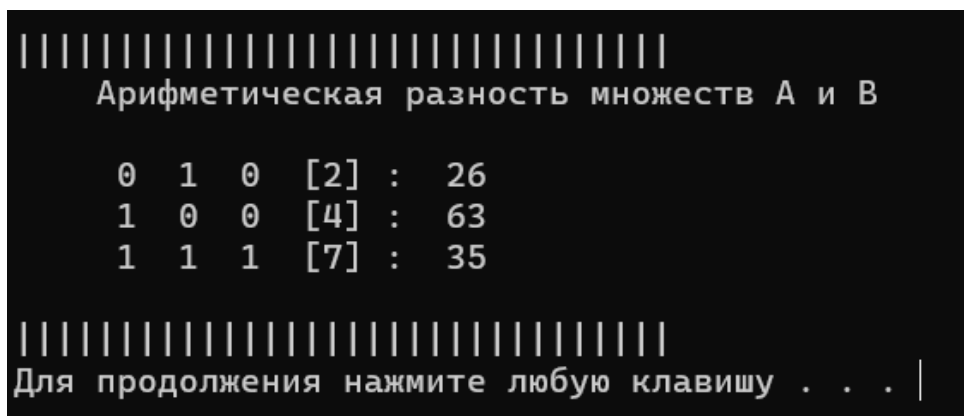 ||||||||||||||||||||||||||||||||
Арифметическая разность множеств А и В
0 1 0 [2] : 26
1 0 0 [4] : 63
1 1 1 [7] : 35
||||||||||||||||||||||||||||||||
Для продолжения нажмите любую клавишу . . .